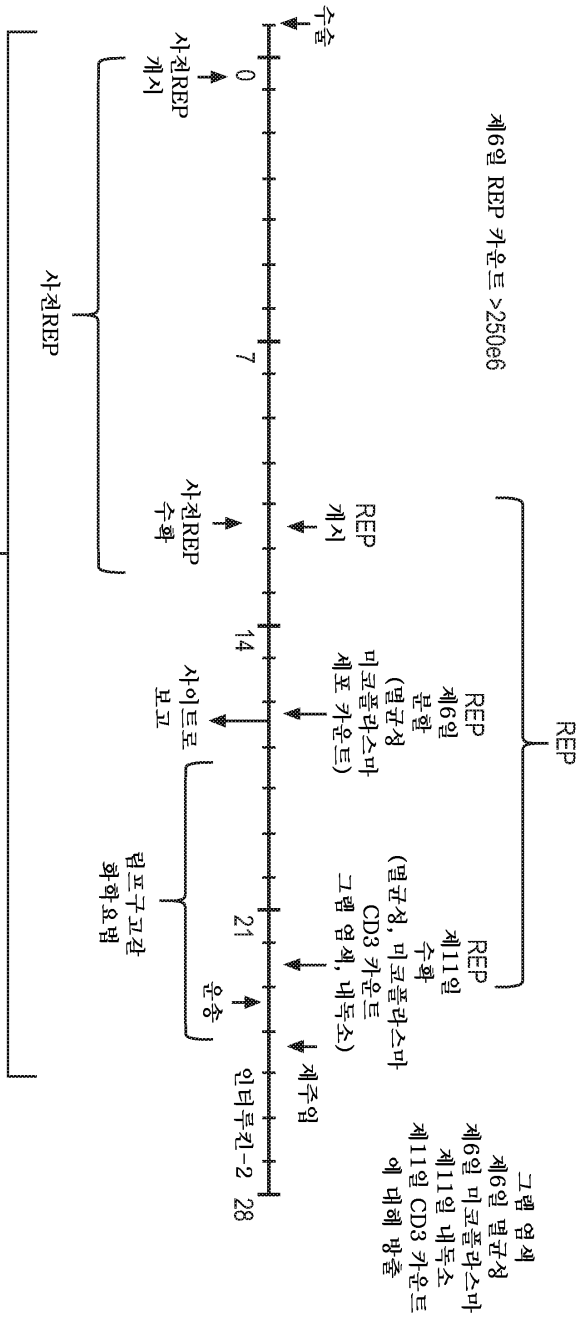 REP
제6일 REP 카운트 >250e6
그램 염색
제6일 멸균성
제6일 미코플라스마
제11일 내독소
제11일 CD3 카운트
에 대해 방출
수술
REP
개시
REP
제6일
분할
(멸균성
미코플라스마
세포 카운트)
REP
제11일
수확
(멸균성, 미코플라스마
CD3 카운트
그램 염색, 내독소)
재주입
0
7
14
21
28
인터루킨-2
사전REP
개시
사전REP
수확
사이트로
보고
운송
림프구고갈
화학요법
사전REP